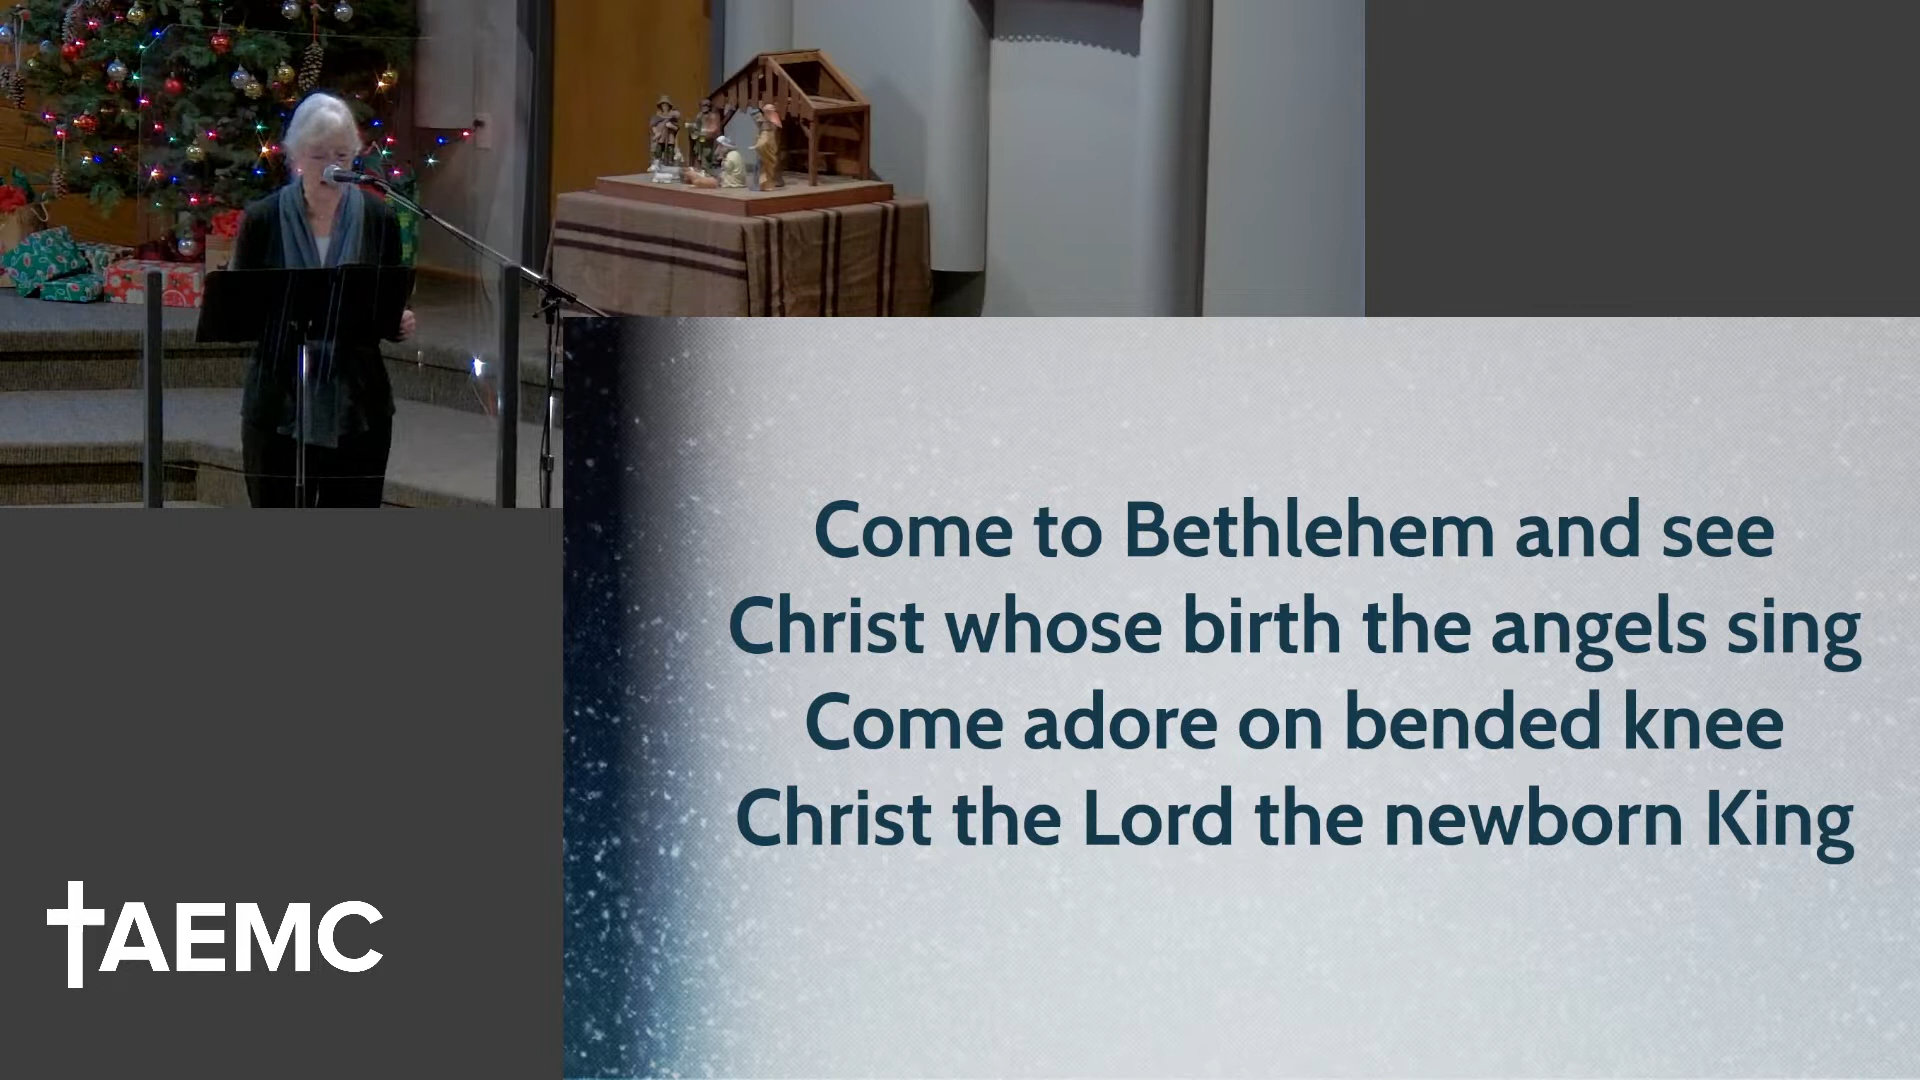 Come to Bethlehem and see
Christ whose birth the angels sing
Come adore on bended knee
Christ the Lord the newborn King
AEMC